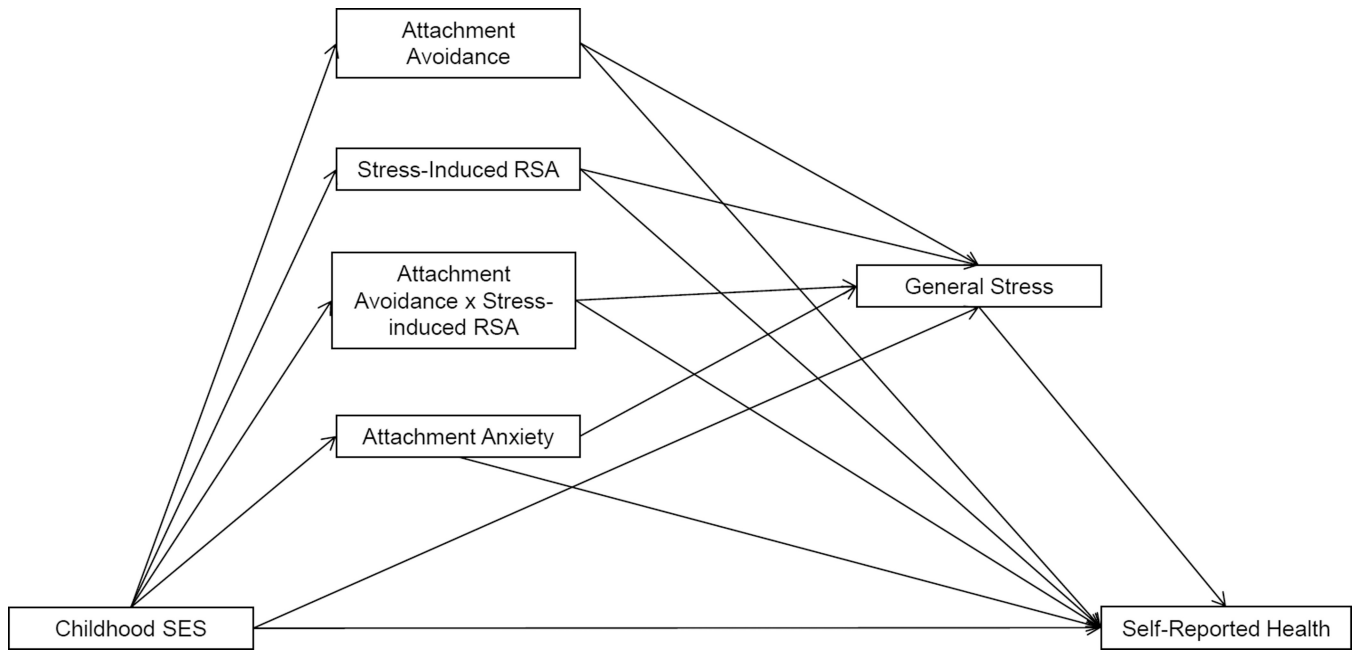 Attachment
Avoidance
Stress-Induced RSA
Attachment
Avoidance x Stress-
induced RSA
General Stress
Attachment Anxiety
Childhood SES
Self-Reported Health